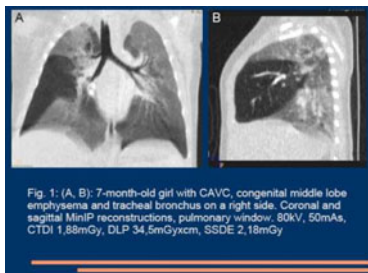 A
B
Fig. 1: (A, B): 7-month-old girl with CAVC, congenital middle lobe
emphysema and tracheal bronchus on a right side. Coronal and
sagittal MinIP reconstructions, pulmonary window. 80kV, 50mAs,
CTDI 1,88mGy, DLP 34,5mGyxcm, SSDE 2,18mGy